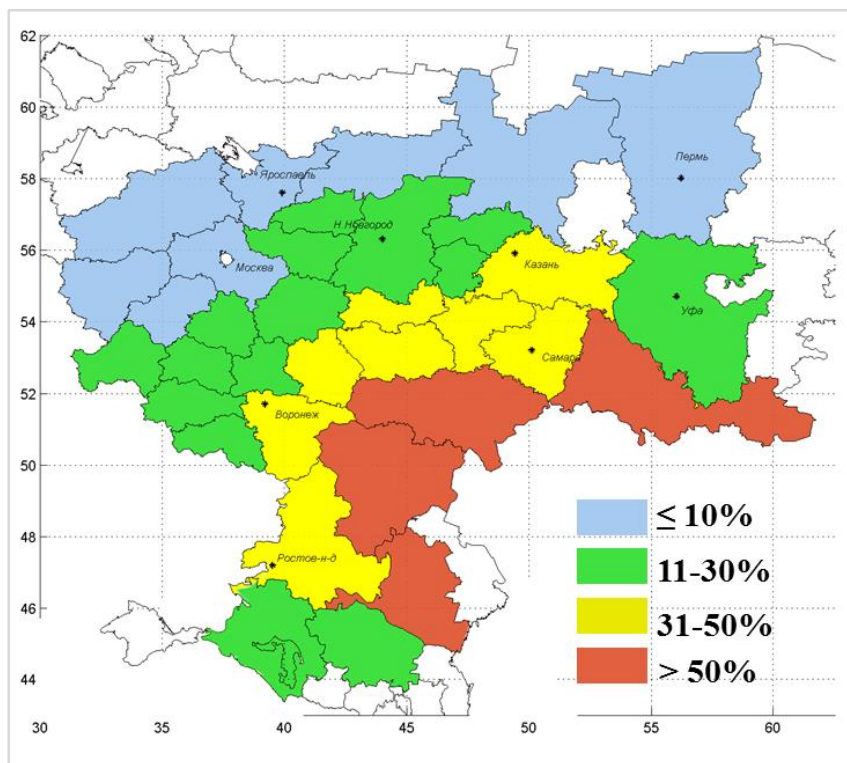 62
60
58
56
54
52
50
48
46
44
30
35
40
45
50
55
60
Ярославль
Пермь
Н.Новгород
Москва
Казань
Уфа
Самара
Воронеж
Ростов-н-д
≤ 10%
11-30%
31-50%
> 50%